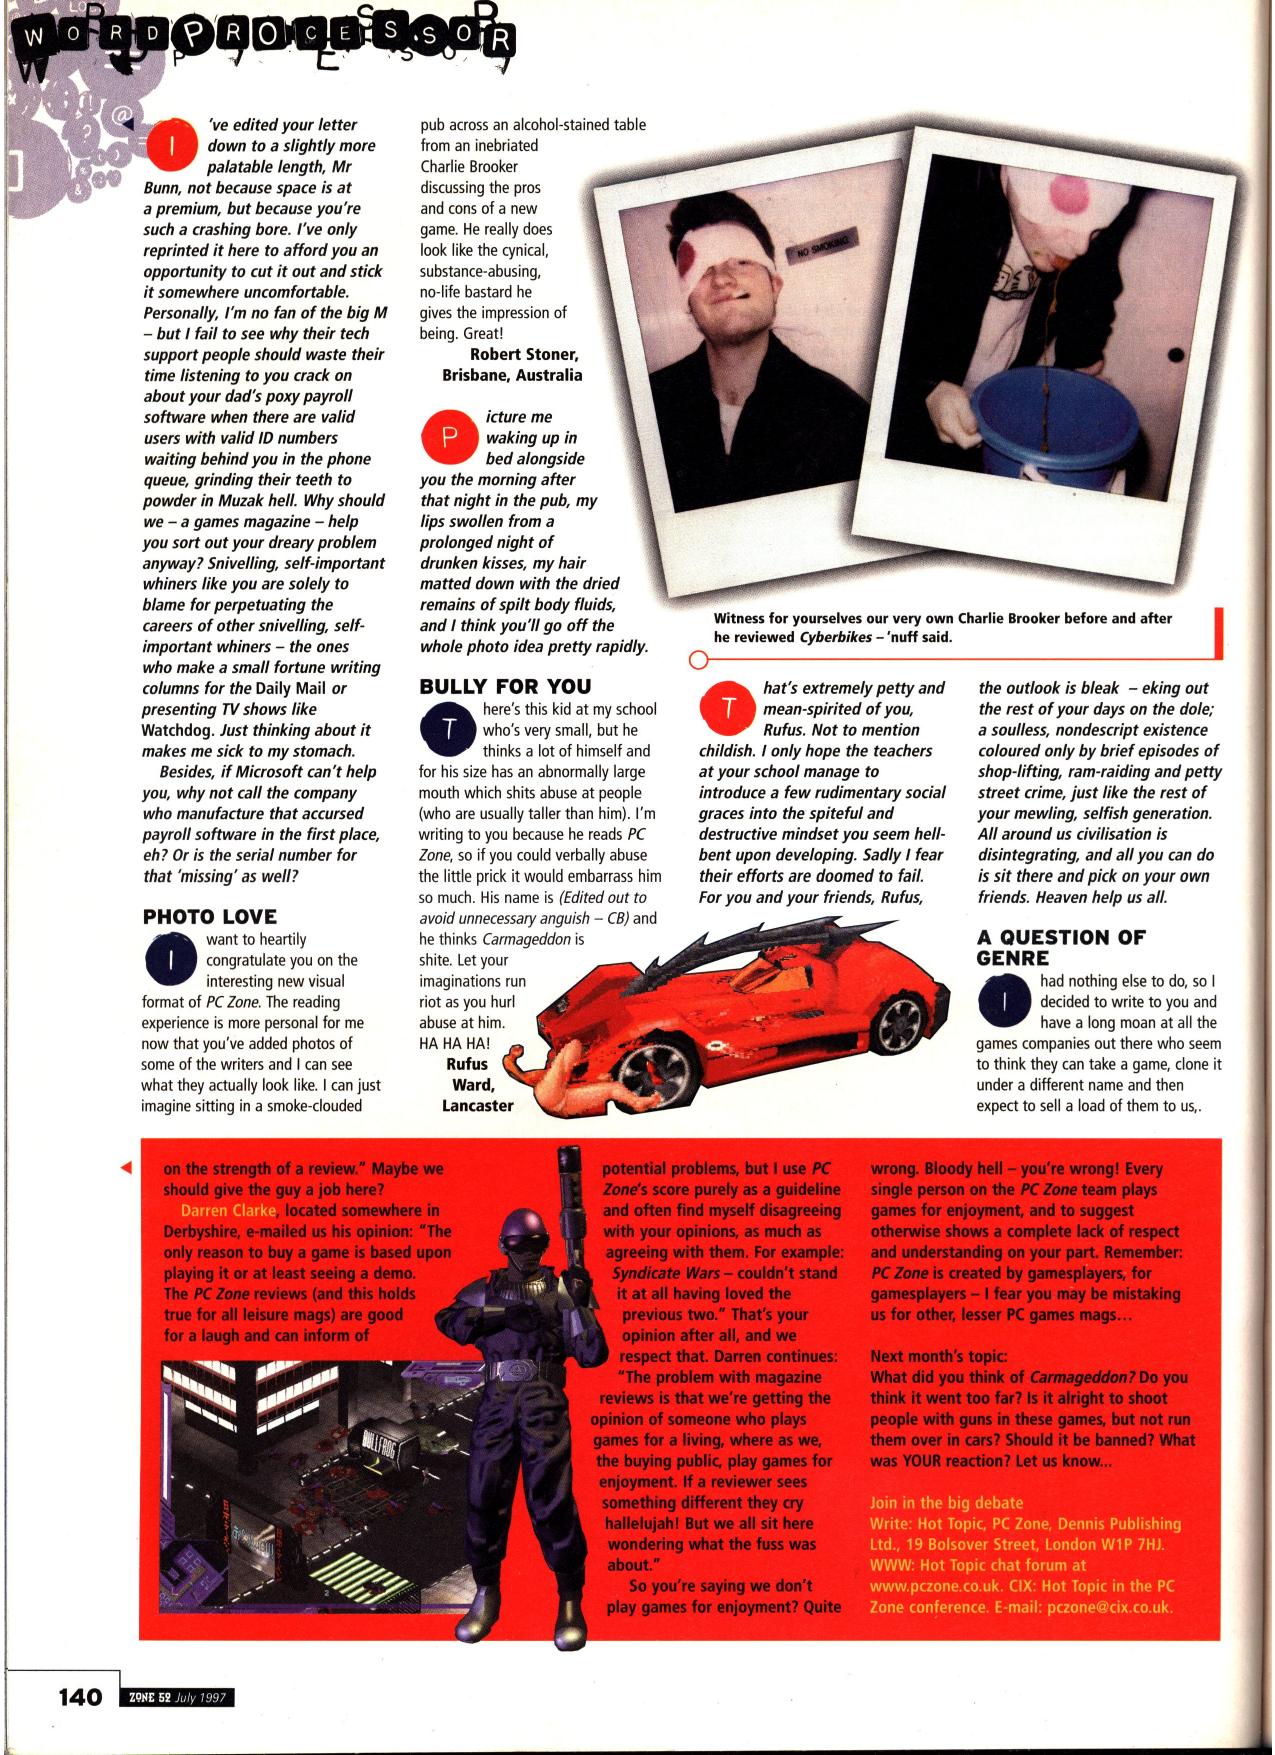 WORDPROCESSOR
I've edited your letter
down to a slightly more
palatable length, Mr
Bunn, not because space is at
a premium, but because you're
such a crashing bore. I've only
reprinted it here to afford you an
opportunity to cut it out and stick
it somewhere uncomfortable.
Personally, I'm no fan of the big M
– but I fail to see why their tech
support people should waste their
time listening to you crack on
about your dad's poxy payroll
software when there are valid
users with valid ID numbers
waiting behind you in the phone
queue, grinding their teeth to
powder in Muzak hell. Why should
we – a games magazine – help
you sort out your dreary problem
anyway? Snivelling, self-important
whiners like you are solely to
blame for perpetuating the
careers of other snivelling, self-
important whiners – the ones
who make a small fortune writing
columns for the Daily Mail or
presenting TV shows like
Watchdog. Just thinking about it
makes me sick to my stomach.
Besides, if Microsoft can't help
you, why not call the company
who manufacture that accursed
payroll software in the first place,
eh? Or is the serial number for
that 'missing' as well?
PHOTO LOVE
I want to heartily
congratulate you on the
interesting new visual
format of PC Zone. The reading
experience is more personal for me
now that you've added photos of
some of the writers and I can see
what they actually look like. I can just
imagine sitting in a smoke-clouded
pub across an alcohol-stained table
from an inebriated
Charlie Brooker
discussing the pros
and cons of a new
game. He really does
look like the cynical,
substance-abusing,
no-life bastard he
gives the impression of
being. Great!
Robert Stoner,
Brisbane, Australia
Picture me
waking up in
bed alongside
you the morning after
that night in the pub, my
lips swollen from a
prolonged night of
drunken kisses, my hair
matted down with the dried
remains of spilt body fluids,
and I think you'll go off the
whole photo idea pretty rapidly.
BULLY FOR YOU
There's this kid at my school
who's very small, but he
thinks a lot of himself and
for his size has an abnormally large
mouth which shits abuse at people
(who are usually taller than him). I'm
writing to you because he reads PC
Zone, so if you could verbally abuse
the little prick it would embarrass him
so much. His name is (Edited out to
avoid unnecessary anguish – CB) and
he thinks Carmageddon is
shite. Let your
imaginations run
riot as you hurl
abuse at him.
HA HA HA!
Rufus
Ward,
Lancaster
NO SMOKING
Witness for yourselves our very own Charlie Brooker before and after
he reviewed Cyberbikes – 'nuff said.
That's extremely petty and
mean-spirited of you,
Rufus. Not to mention
childish. I only hope the teachers
at your school manage to
introduce a few rudimentary social
graces into the spiteful and
destructive mindset you seem hell-
bent upon developing. Sadly I fear
their efforts are doomed to fail.
For you and your friends, Rufus,
the outlook is bleak – eking out
the rest of your days on the dole;
a soulless, nondescript existence
coloured only by brief episodes of
shop-lifting, ram-raiding and petty
street crime, just like the rest of
your mewling, selfish generation.
All around us civilisation is
disintegrating, and all you can do
is sit there and pick on your own
friends. Heaven help us all.
A QUESTION OF
GENRE
I had nothing else to do, so I
decided to write to you and
have a long moan at all the
games companies out there who seem
to think they can take a game, clone it
under a different name and then
expect to sell a load of them to us,.
on the strength of a review." Maybe we
should give the guy a job here?
Darren Clarke, located somewhere in
Derbyshire, e-mailed us his opinion: "The
only reason to buy a game is based upon
playing it or at least seeing a demo.
The PC Zone reviews (and this holds
true for all leisure mags) are good
for a laugh and can inform of
BULLFROG
potential problems, but I use PC
Zone's score purely as a guideline
and often find myself disagreeing
with your opinions, as much as
agreeing with them. For example:
Syndicate Wars – couldn't stand
it at all having loved the
previous two." That's your
opinion after all, and we
respect that. Darren continues:
"The problem with magazine
reviews is that we're getting the
opinion of someone who plays
games for a living, where as we,
the buying public, play games for
enjoyment. If a reviewer sees
something different they cry
hallelujah! But we all sit here
wondering what the fuss was
about."
So you're saying we don't
play games for enjoyment? Quite
wrong. Bloody hell – you're wrong! Every
single person on the PC Zone team plays
games for enjoyment, and to suggest
otherwise shows a complete lack of respect
and understanding on your part. Remember:
PC Zone is created by gamesplayers, for
gamesplayers – I fear you may be mistaking
us for other, lesser PC games mags...
Next month's topic:
What did you think of Carmageddon? Do you
think it went too far? Is it alright to shoot
people with guns in these games, but not run
them over in cars? Should it be banned? What
was YOUR reaction? Let us know...
Join in the big debate
Write: Hot Topic, PC Zone, Dennis Publishing
Ltd., 19 Bolsover Street, London W1P 7HJ.
WWW: Hot Topic chat forum at
www.pczone.co.uk. CIX: Hot Topic in the PC
Zone conference. E-mail: pczone@cix.co.uk.
140 ZONE 52 July 1997